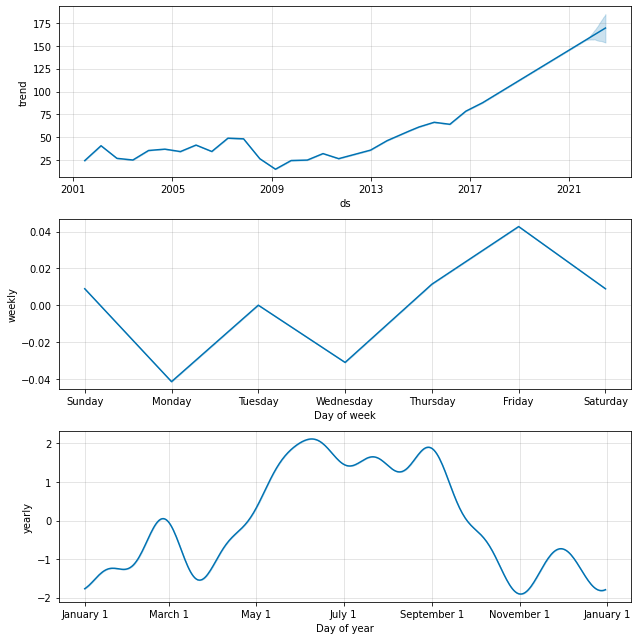 175
150
125
100
75
50
25
trend
2001 2005 2009 2013 2017 2021
ds
0.04
0.02
0.00
−0.02
−0.04
weekly
Sunday Monday Tuesday Wednesday Thursday Friday Saturday
Day of week
2
1
0
−1
−2
yearly
January 1 March 1 May 1 July 1 September 1 November 1 January 1
Day of year